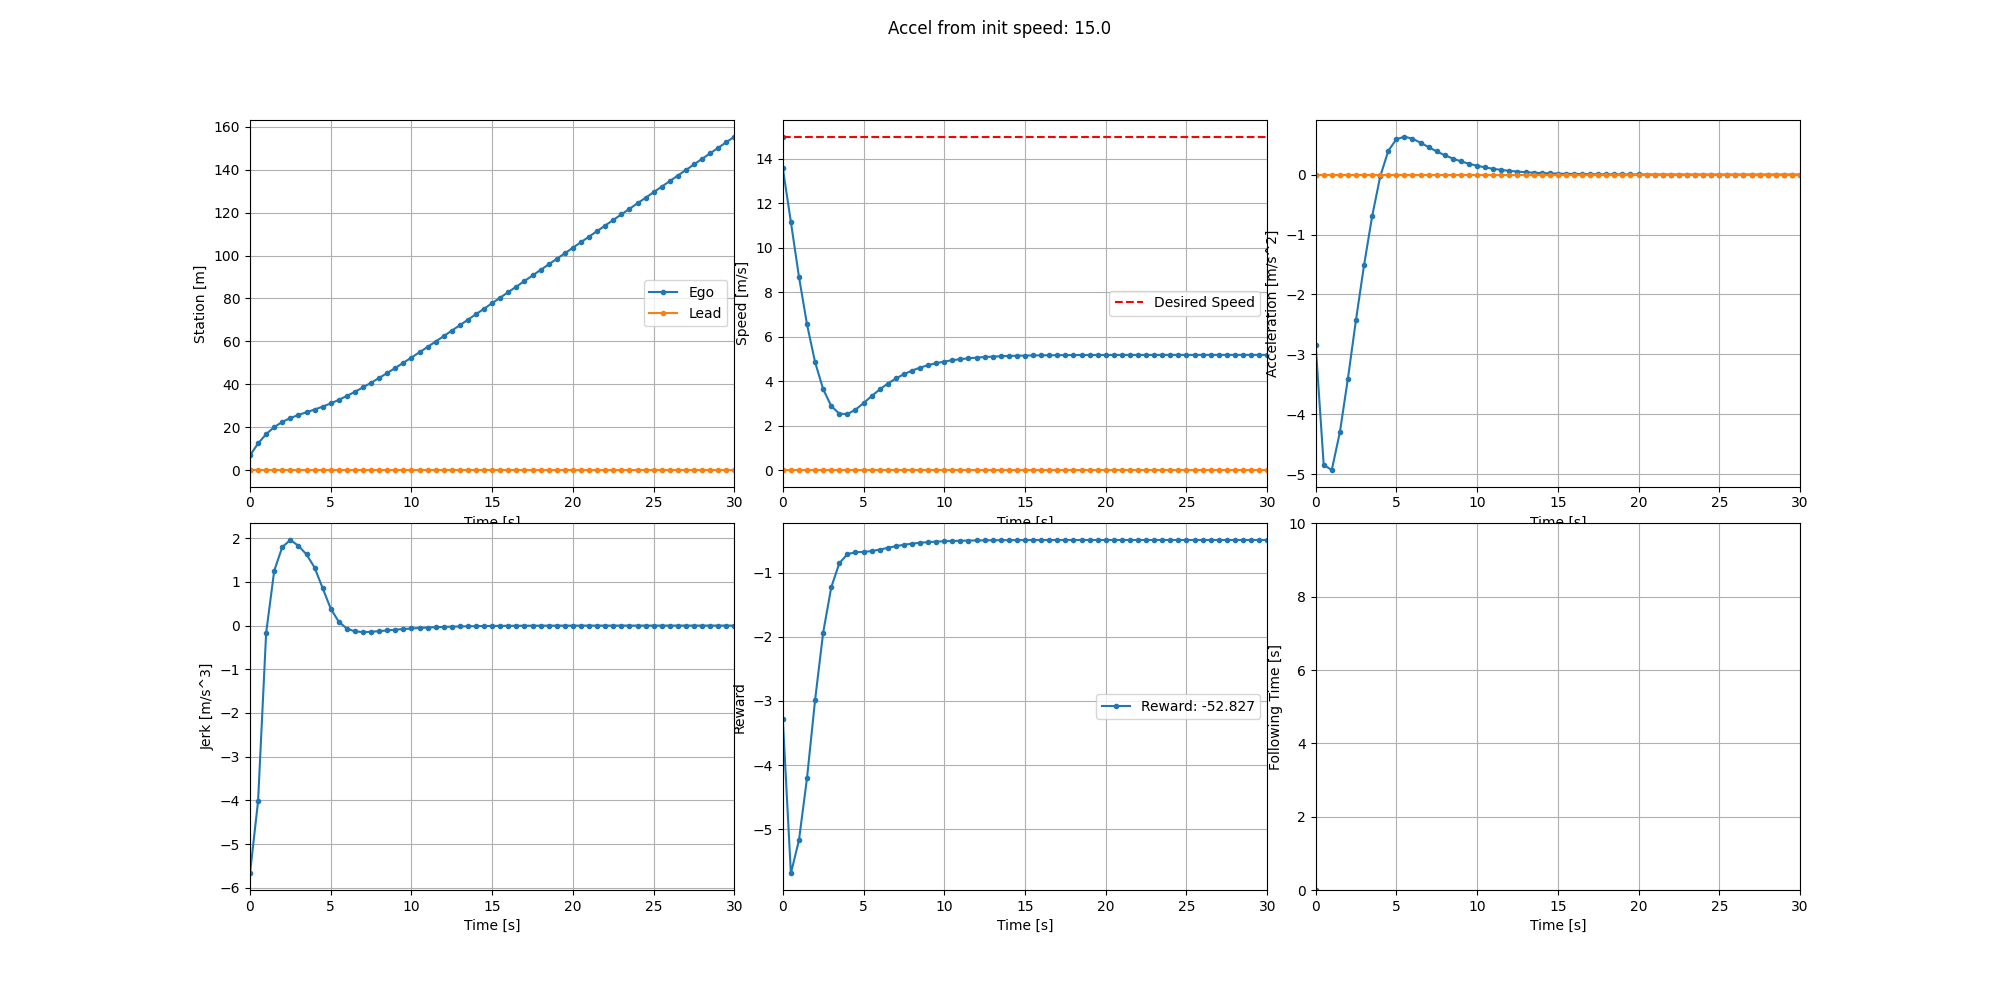 Accel from init speed: 15.0
160
140
120
100
80
60
40
20
0
Station [m]
0 5 10 15 20 25 30
Time [s]
Ego
Lead
14
12
10
8
6
4
2
0
Speed [m/s]
0 5 10 15 20 25 30
Time [s]
Desired Speed
0
−1
−2
−3
−4
−5
Acceleration [m/s^2]
0 5 10 15 20 25 30
Time [s]
2
1
0
−1
−2
−3
−4
−5
−6
Jerk [m/s^3]
0 5 10 15 20 25 30
Time [s]
−1
−2
−3
−4
−5
Reward
0 5 10 15 20 25 30
Time [s]
Reward: -52.827
10
8
6
4
2
0
Following Time [s]
0 5 10 15 20 25 30
Time [s]